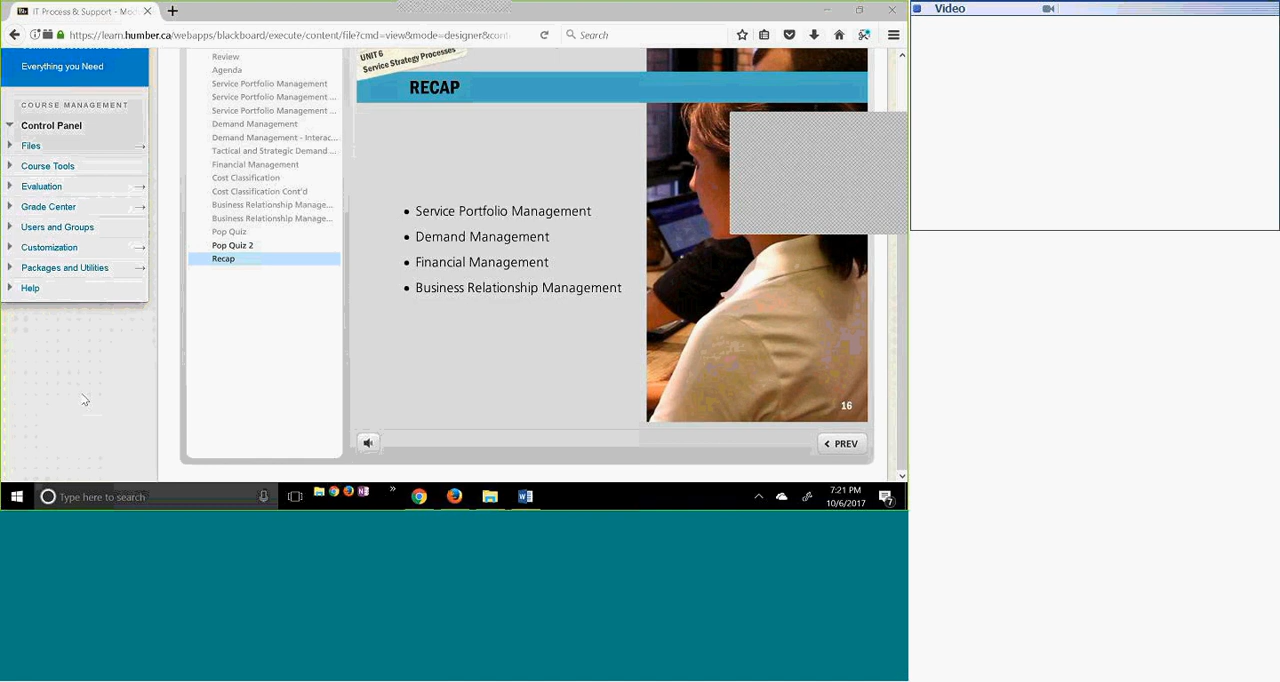 IT Process & Support - Mod
Video
https://learn.humber.ca/webapps/blackboard/execute/content/file?cmd=view&mode=designer&con
Search
Everything you Need
COURSE MANAGEMENT
Control Panel
Files
Course Tools
Evaluation
Grade Center
Users and Groups
Customization
Packages and Utilities
Help
Review
Agenda
Service Portfolio Management
Service Portfolio Management ...
Service Portfolio Management ...
Demand Management
Demand Management - Interac...
Tactical and Strategic Demand ...
Financial Management
Cost Classification
Cost Classification Cont'd
Business Relationship Manage...
Business Relationship Manage...
Pop Quiz
Pop Quiz 2
Recap
UNIT 6
Service Strategy Processes
RECAP
• Service Portfolio Management
• Demand Management
• Financial Management
• Business Relationship Management
16
PREV
Type here to search
7:21 PM
10/6/2017
7